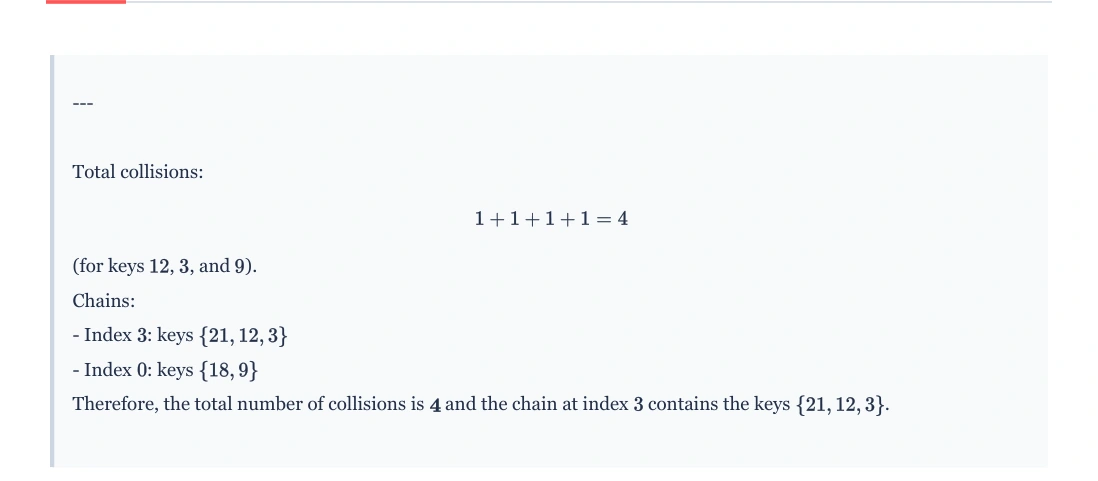 ---
Total collisions:
1 + 1 + 1 + 1 = 4
(for keys 12, 3, and 9).
Chains:
- Index 3: keys {21, 12, 3}
- Index 0: keys {18, 9}
Therefore, the total number of collisions is 4 and the chain at index 3 contains the keys {21, 12, 3}.